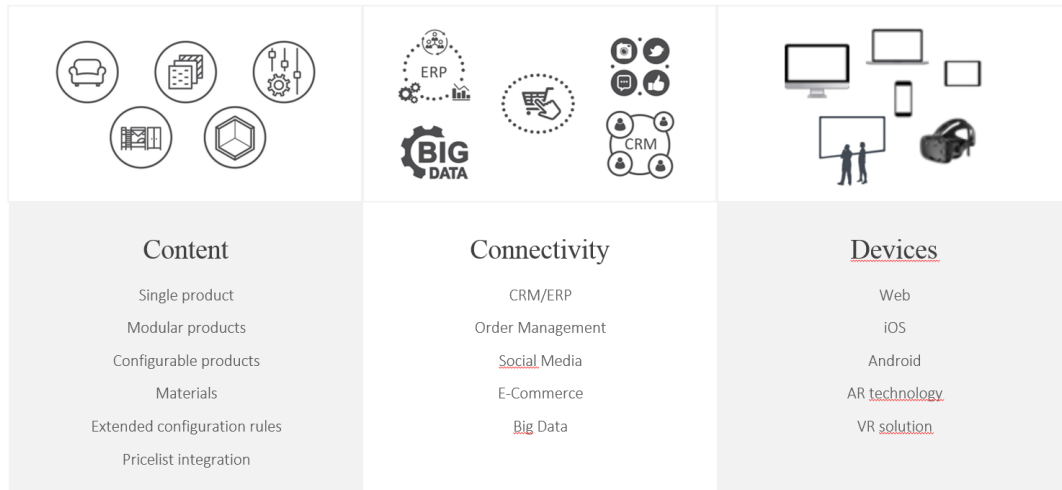 ERP
BIG
DATA
CRM
Content
Single product
Modular products
Configurable products
Materials
Extended configuration rules
Pricelist integration
Connectivity
CRM/ERP
Order Management
Social Media
E-Commerce
Big Data
Devices
Web
iOS
Android
AR technology
VR solution